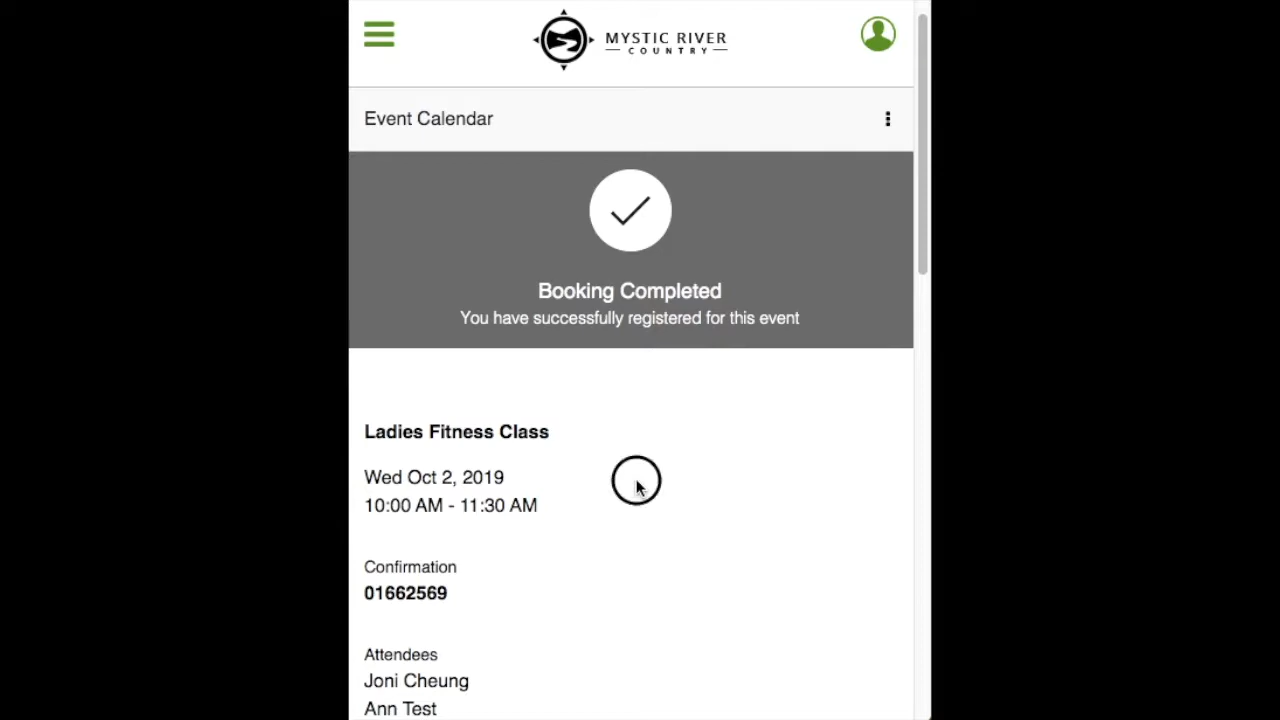 MYSTIC RIVER
COUNTRY
Event Calendar
Booking Completed
You have successfully registered for this event
Ladies Fitness Class
Wed Oct 2, 2019
10:00 AM - 11:30 AM
Confirmation
01662569
Attendees
Joni Cheung
Ann Test